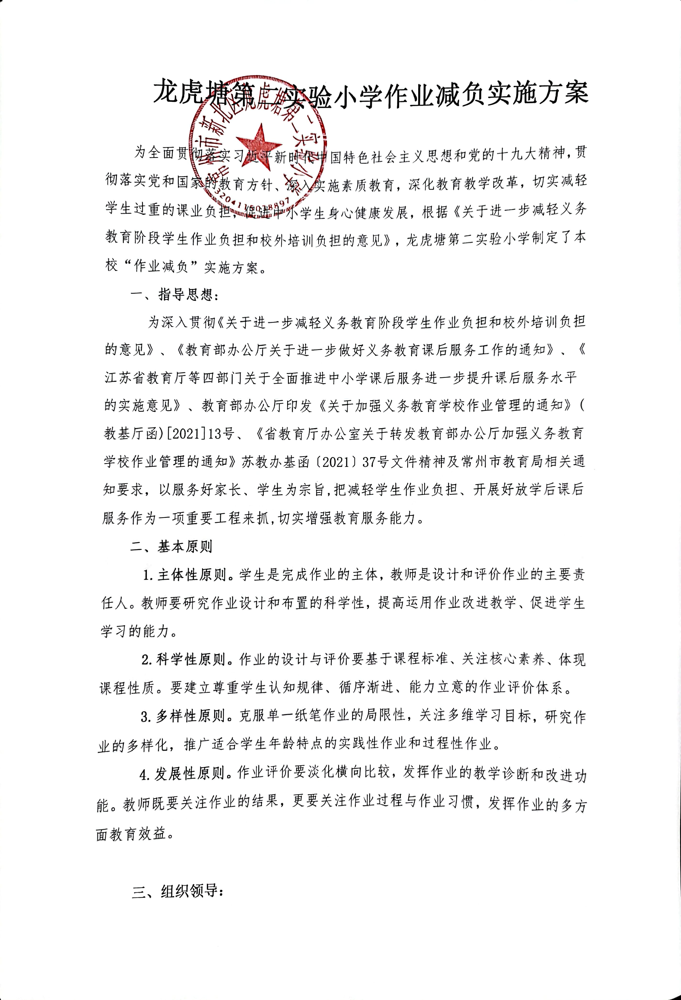 龙虎塘第二实验小学作业减负实施方案
常州市新北区龙虎塘第二实验小学
为全面贯彻落实习近平新时代中国特色社会主义思想和党的十九大精神，贯
彻落实党和国家的教育方针、深入实施素质教育，深化教育教学改革，切实减轻
学生过重的课业负担，促进中小学生身心健康发展，根据《关于进一步减轻义务
教育阶段学生作业负担和校外培训负担的意见》，龙虎塘第二实验小学制定了本
校“作业减负”实施方案。
一、指导思想：
为深入贯彻《关于进一步减轻义务教育阶段学生作业负担和校外培训负担
的意见》、《教育部办公厅关于进一步做好义务教育课后服务工作的通知》、《
江苏省教育厅等四部门关于全面推进中小学课后服务进一步提升课后服务水平
的实施意见》、教育部办公厅印发《关于加强义务教育学校作业管理的通知》(
教基厅函)[2021]13号、《省教育厅办公室关于转发教育部办公厅加强义务教育
学校作业管理的通知》苏教办基函〔2021〕37号文件精神及常州市教育局相关通
知要求，以服务好家长、学生为宗旨,把减轻学生作业负担、开展好放学后课后
服务作为一项重要工程来抓,切实增强教育服务能力。
二、基本原则
1.主体性原则。学生是完成作业的主体，教师是设计和评价作业的主要责
任人。教师要研究作业设计和布置的科学性，提高运用作业改进教学、促进学生
学习的能力。
2.科学性原则。作业的设计与评价要基于课程标准、关注核心素养、体现
课程性质。要建立尊重学生认知规律、循序渐进、能力立意的作业评价体系。
3.多样性原则。克服单一纸笔作业的局限性，关注多维学习目标，研究作
业的多样化，推广适合学生年龄特点的实践性作业和过程性作业。
4.发展性原则。作业评价要淡化横向比较，发挥作业的教学诊断和改进功
能。教师既要关注作业的结果，更要关注作业过程与作业习惯，发挥作业的多方
面教育效益。
三、组织领导：